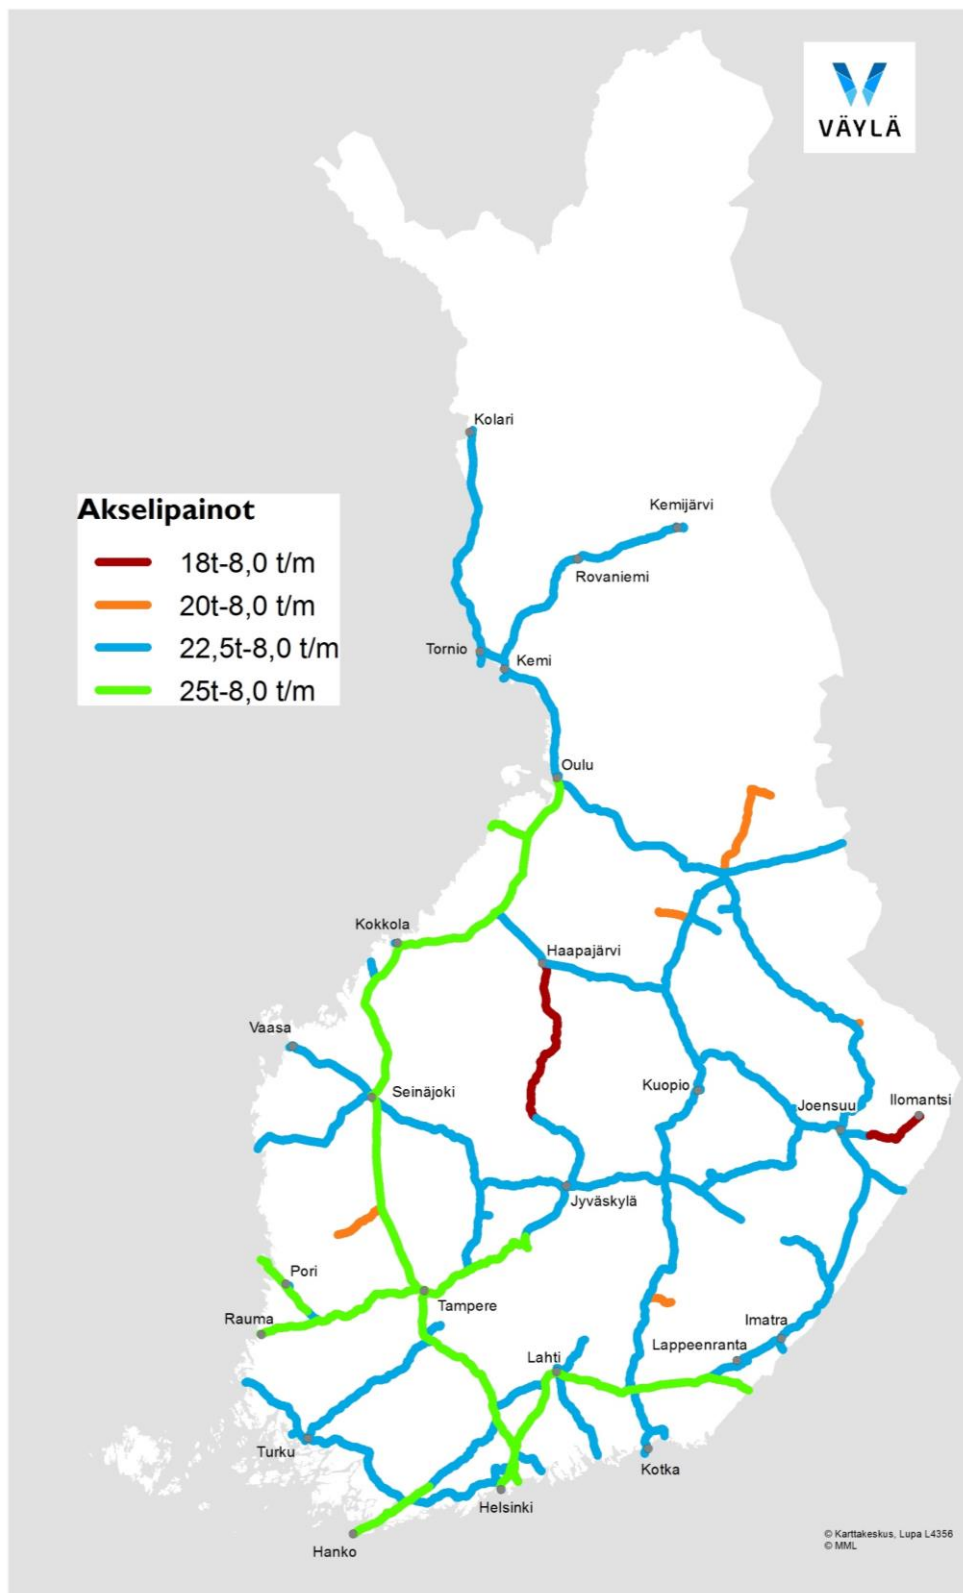 VÄYLÄ
Kolari
Akselipainot
Kemijärvi
18t-8,0 t/m
Rovaniemi
20t-8,0 t/m
22,5t-8,0 t/m
Tornio
Kemi
25t-8,0 t/m
Oulu
Kokkola
Haapajärvi
Vaasa
Kuopio
Seinäjoki
Joensuu
Ilomantsi
Jyväskylä
Pori
Tampere
Rauma
Imatra
Lappeenranta
Lahti
Turku
Kotka
Helsinki
Hanko
© Karttakeskus, Lupa L4356
© MML